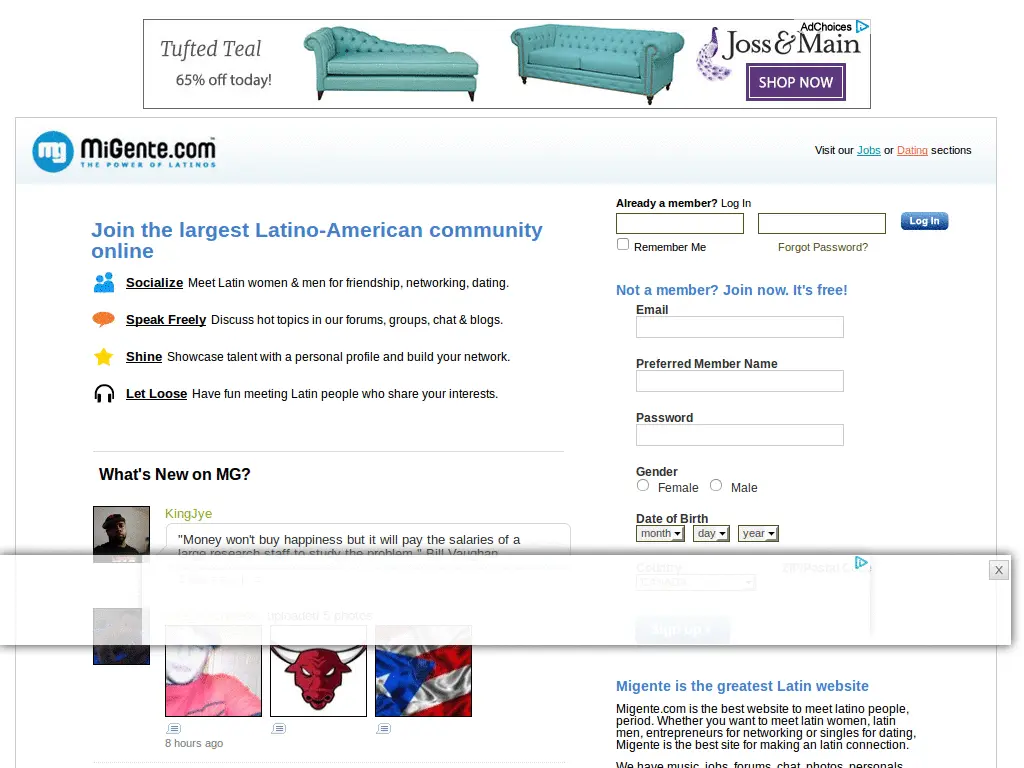 Tufted Teal
65% off today!
AdChoices
Joss&Main
SHOP NOW
mg MiGente.com
THE POWER OF LATINOS
Visit our Jobs or Dating sections
Already a member? Log In
Log In
Remember Me
Forgot Password?
Join the largest Latino-American community
online
Socialize Meet Latin women & men for friendship, networking, dating.
Speak Freely Discuss hot topics in our forums, groups, chat & blogs.
Shine Showcase talent with a personal profile and build your network.
Let Loose Have fun meeting Latin people who share your interests.
Not a member? Join now. It's free!
Email
Preferred Member Name
Password
Gender
Female Male
Date of Birth
month day year
Country
Sign up
What's New on MG?
KingJye
"Money won't buy happiness but it will pay the salaries of a
large research staff to study the problem." Bill Vaughan
X
uploaded 5 photos
8 hours ago
Migente is the greatest Latin website
Migente.com is the best website to meet latino people,
period. Whether you want to meet latin women, latin
men, entrepreneurs for networking or singles for dating,
Migente is the best site for making an latin connection.
We have music, jobs, forums, chat, photos, personals